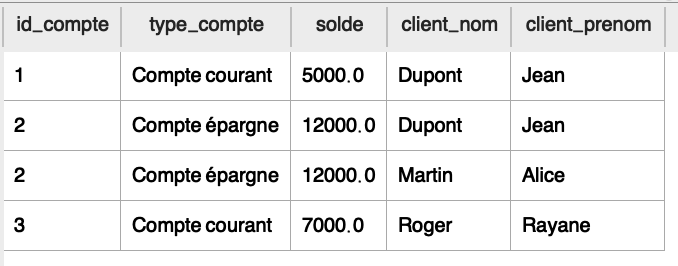 id_compte type_compte solde client_nom client_prenom
1 Compte courant 5000.0 Dupont Jean
2 Compte épargne 12000.0 Dupont Jean
2 Compte épargne 12000.0 Martin Alice
3 Compte courant 7000.0 Roger Rayane